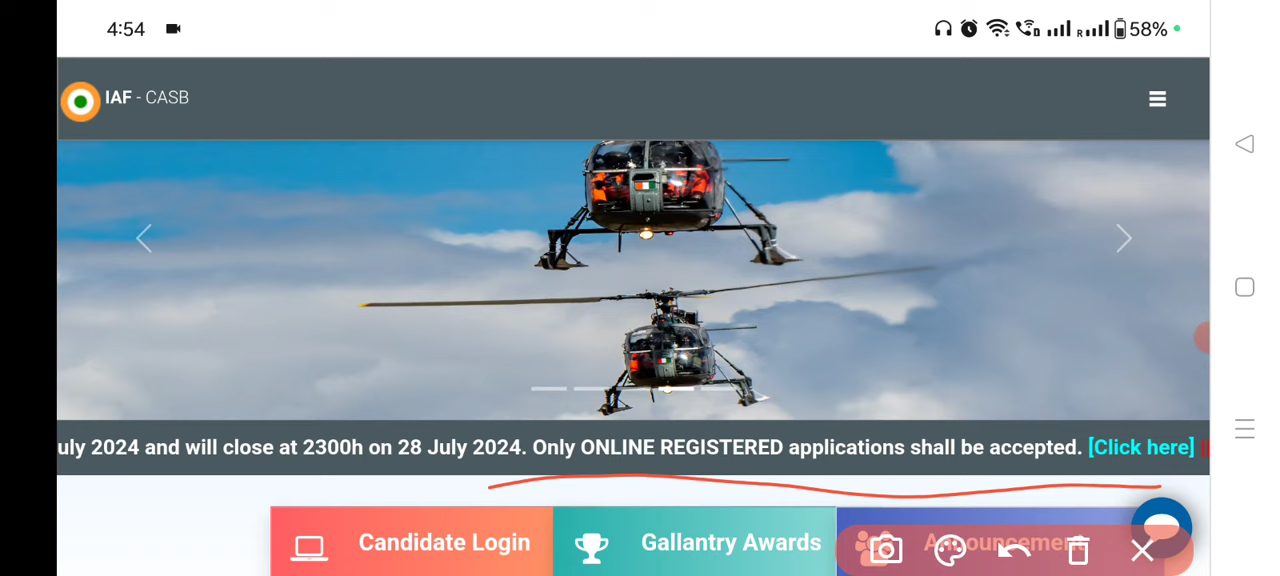 4:54
R 58%
IAF - CASB
uly 2024 and will close at 2300h on 28 July 2024. Only ONLINE REGISTERED applications shall be accepted. [Click here]
Candidate Login
Gallantry Awards
Announcement